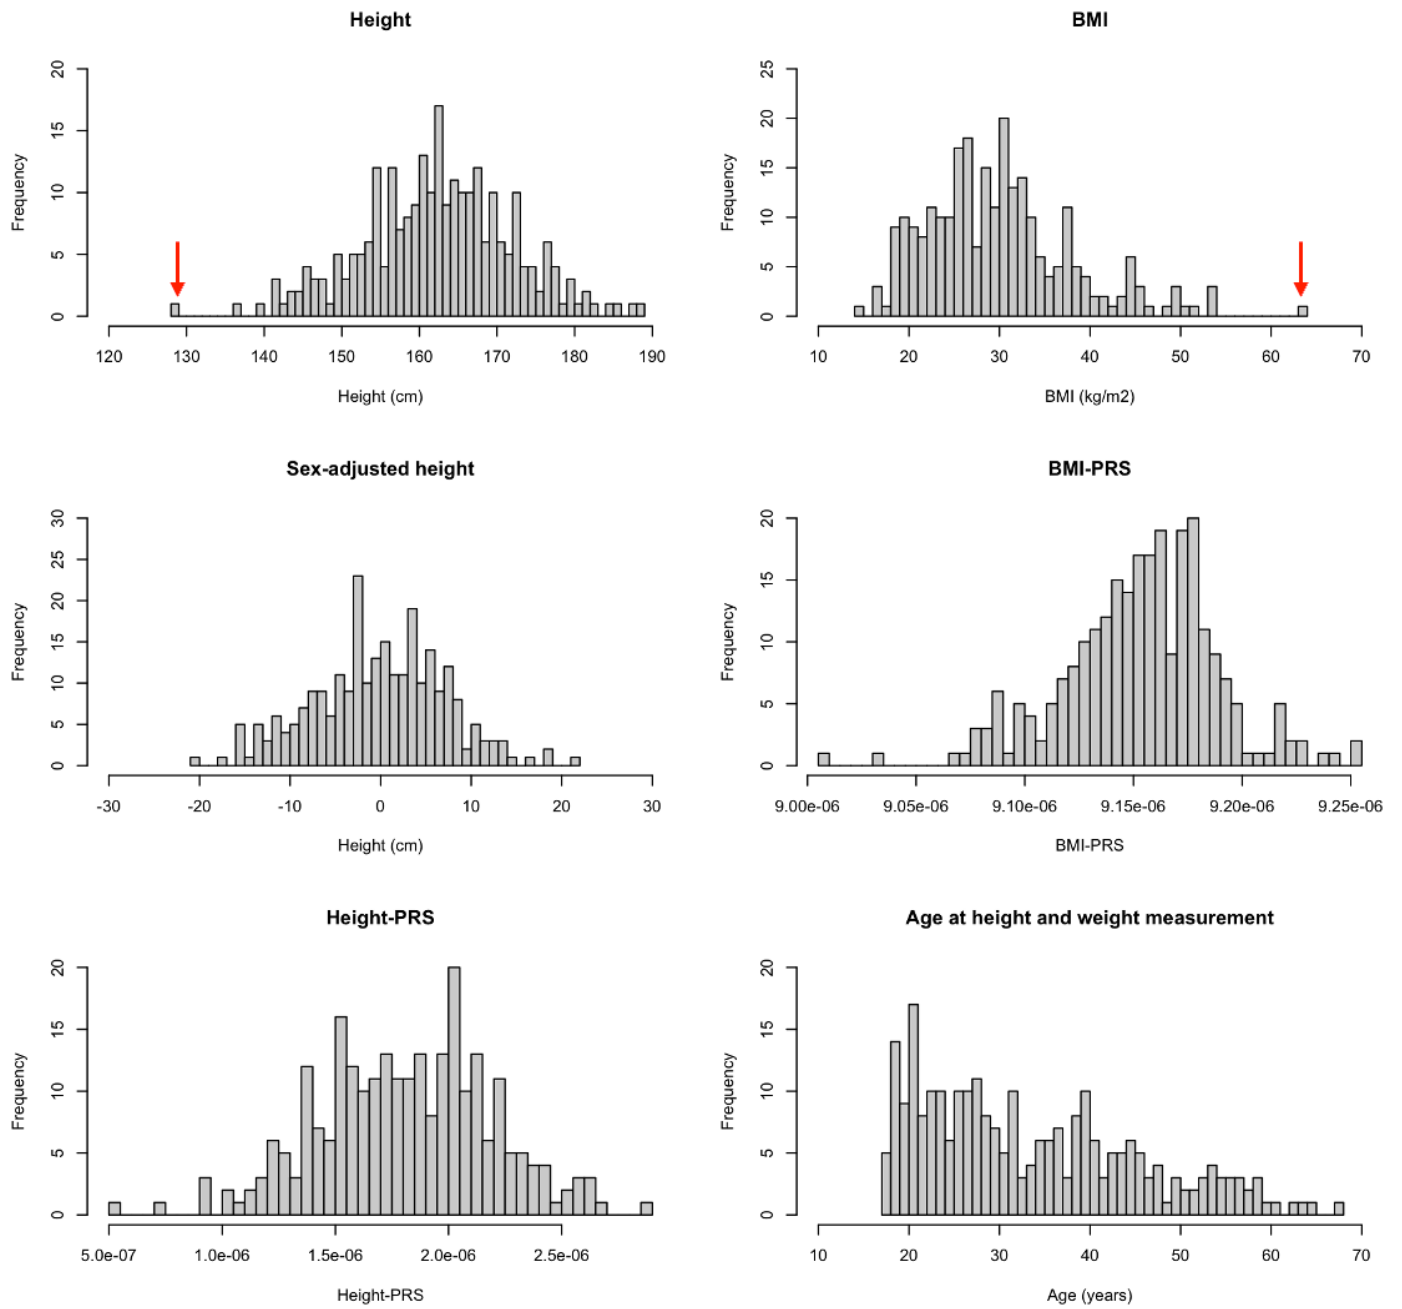 Height
Frequency
0 5 10 15 20
120 130 140 150 160 170 180 190
Height (cm)
BMI
Frequency
0 5 10 15 20 25
10 20 30 40 50 60 70
BMI (kg/m2)
Sex-adjusted height
Frequency
0 5 10 15 20 25 30
-30 -20 -10 0 10 20 30
Height (cm)
BMI-PRS
Frequency
0 5 10 15 20
9.00e-06 9.05e-06 9.10e-06 9.15e-06 9.20e-06 9.25e-06
BMI-PRS
Height-PRS
Frequency
0 5 10 15 20
5.0e-07 1.0e-06 1.5e-06 2.0e-06 2.5e-06
Height-PRS
Age at height and weight measurement
Frequency
0 5 10 15 20
10 20 30 40 50 60 70
Age (years)